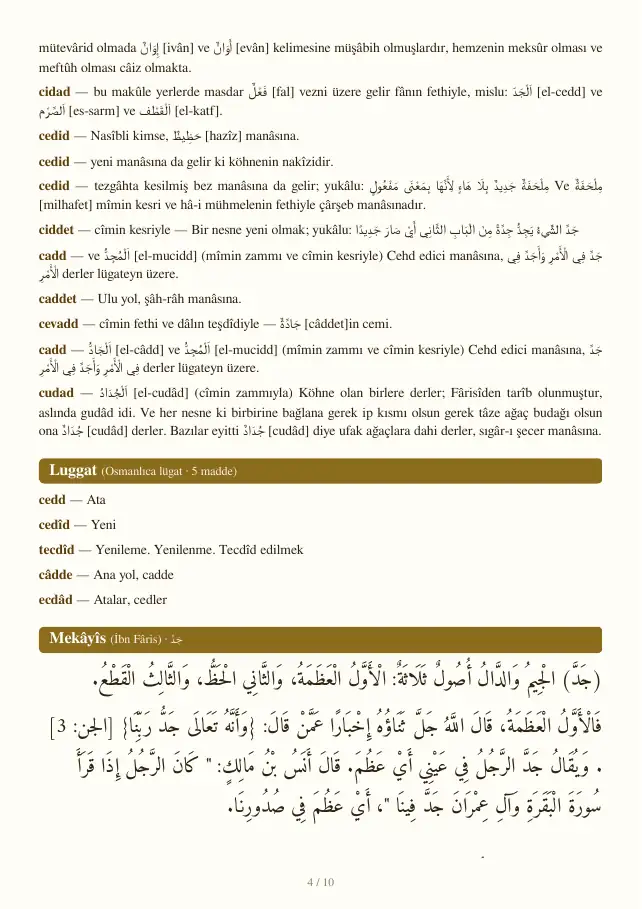 mütevârid olmada إِوَانٌ [ivân] ve أَوَانٌ [evân] kelimesine müşâbih olmuşlardır, hemzenin meksûr olması ve
meftûh olması câiz olmakta.
cidad — bu makûle yerlerde masdar فَعْلٌ [fal] vezni üzere gelir fânın fethiyle, mislu: اَلْجَدّ [el-cedd] ve
اَلصَّرْم [es-sarm] ve اَلْقَطْف [el-katf].
cedid — Nasîbli kimse, حَظِيظٌ [hazîz] manâsına.
cedid — yeni manâsına da gelir ki köhnenin nakîzidir.
cedid — tezgâhta kesilmiş bez manâsına da gelir; yukâlu: مِلْحَفَةٌ جَدِيدٌ بِلَا هَاءٍ لِأَنَّهَا بِمَعْنَى مَفْعُولٍ Ve مِلْحَفَةٌ
[milhafet] mîmin kesri ve hâ-i mühmelenin fethiyle çârşeb manâsınadır.
ciddet — cîmin kesriyle — Bir nesne yeni olmak; yukâlu: جَدَّ الشَّيْءُ يَجِدُّ جِدَّةً مِنَ الْبَابِ الثَّانِي أَيْ صَارَ جَدِيدًا
cadd — ve اَلْمُجِدُّ [el-mucidd] (mîmin zammı ve cîmin kesriyle) Cehd edici manâsına, جَدَّ فِي الْأَمْرِ وَأَجَدَّ فِي
الْأَمْرِ derler lügateyn üzere.
caddet — Ulu yol, şâh-râh manâsına.
cevadd — cîmin fethi ve dâlın teşdîdiyle — جَادَّةٌ [câddet]in cemi.
cadd — اَلْجَادُّ [el-câdd] ve اَلْمُجِدُّ [el-mucidd] (mîmin zammı ve cîmin kesriyle) Cehd edici manâsına, جَدَّ
فِي الْأَمْرِ وَأَجَدَّ فِي الْأَمْرِ derler lügateyn üzere.
cudad — اَلْجُدَادُ [el-cudâd] (cîmin zammıyla) Köhne olan birlere derler; Fârisîden tarîb olunmuştur,
aslında gudâd idi. Ve her nesne ki birbirine bağlana gerek ip kısmı olsun gerek tâze ağaç budağı olsun
ona جُدَادٌ [cudâd] derler. Bazılar eyitti جُدَادٌ [cudâd] diye ufak ağaçlara dahi derler, sıgâr-ı şecer manâsına.
Luggat (Osmanlıca lügat · 5 madde)
cedd — Ata
cedîd — Yeni
tecdîd — Yenileme. Yenilenme. Tecdîd edilmek
câdde — Ana yol, cadde
ecdâd — Atalar, cedler
Mekâyîs (İbn Fâris) · جَدَّ
(جَدَّ) الْجِيمُ وَالدَّالُ أُصُولٌ ثَلَاثَةٌ: الْأَوَّلُ الْعَظَمَةُ، وَالثَّانِي الْحَظُّ، وَالثَّالِثُ الْقَطْعُ.
فَالْأَوَّلُ الْعَظَمَةُ، قَالَ اللَّهُ جَلَّ ثَنَاؤُهُ إِخْبَارًا عَمَّنْ قَالَ: {وَأَنَّهُ تَعَالَى جَدُّ رَبِّنَا} [الجن: 3]
. وَيُقَالُ جَدَّ الرَّجُلُ فِي عَيْنِي أَيْ عَظُمَ. قَالَ أَنَسُ بْنُ مَالِكٍ: " كَانَ الرَّجُلُ إِذَا قَرَأَ
سُورَةَ الْبَقَرَةِ وَآلِ عِمْرَانَ جَدَّ فِينَا "، أَيْ عَظُمَ فِي صُدُورِنَا.
4 / 10